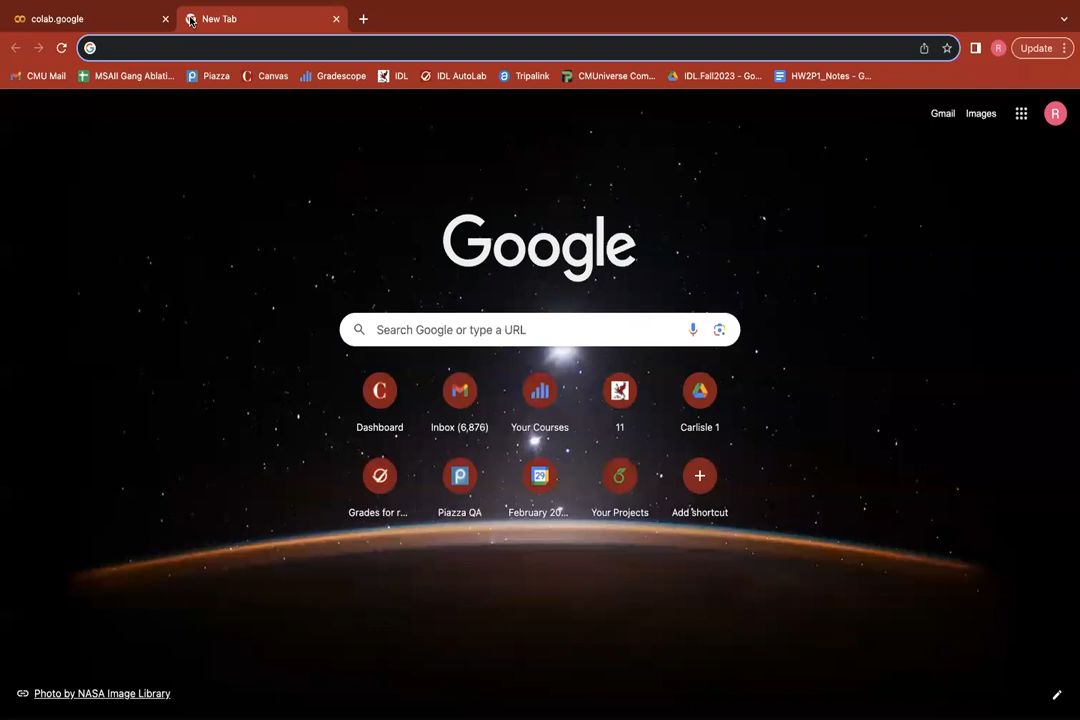 colab.google
New Tab
Update
CMU Mail
MSAII Gang Ablati...
Piazza
Canvas
Gradescope
IDL
IDL AutoLab
Tripalink
CMUniverse Com...
IDL.Fall2023 - Go...
HW2P1_Notes - G...
Gmail
Images
R
Google
Search Google or type a URL
Dashboard
Inbox (6,876)
Your Courses
11
Carlisle 1
Grades for r...
Piazza QA
February 20...
Your Projects
Add shortcut
Photo by NASA Image Library